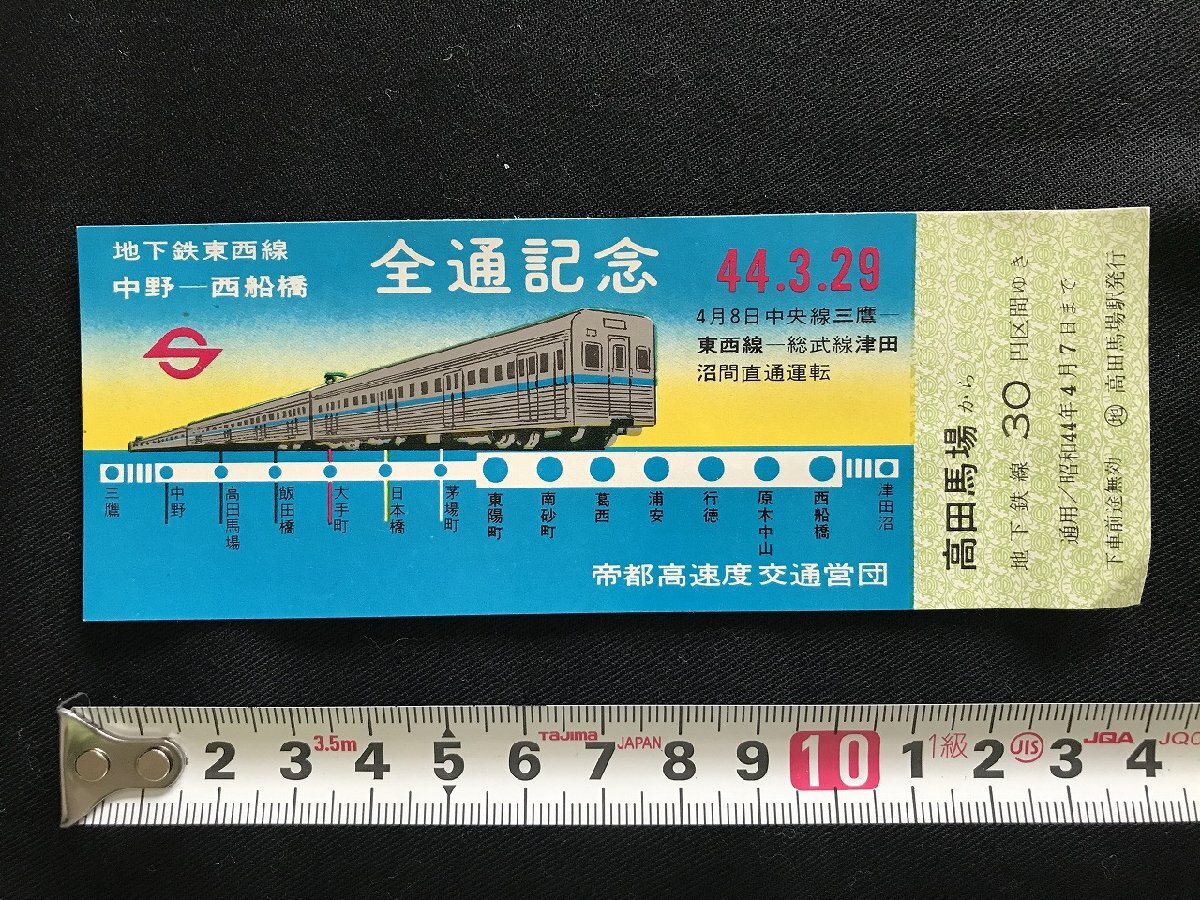 地下鉄東西線
中野―西船橋
全通記念
44.3.29
4月8日中央線三鷹―
東西線―総武線津田
沼間直通運転
三鷹
中野
高田馬場
飯田橋
大手町
日本橋
茅場町
東陽町
南砂町
葛西
浦安
行徳
原木中山
西船橋
津田沼
帝都高速度交通営団
高田馬場から
地下鉄線 30 円区間ゆき
通用/昭和44年4月7日まで
下車前途無効 ㊉ 高田馬場駅発行
2 3 3.5m 4 5 6 Tajima 7 JAPAN 8 9 10 1 1級 2 JIS 3 JQA 4 JQA